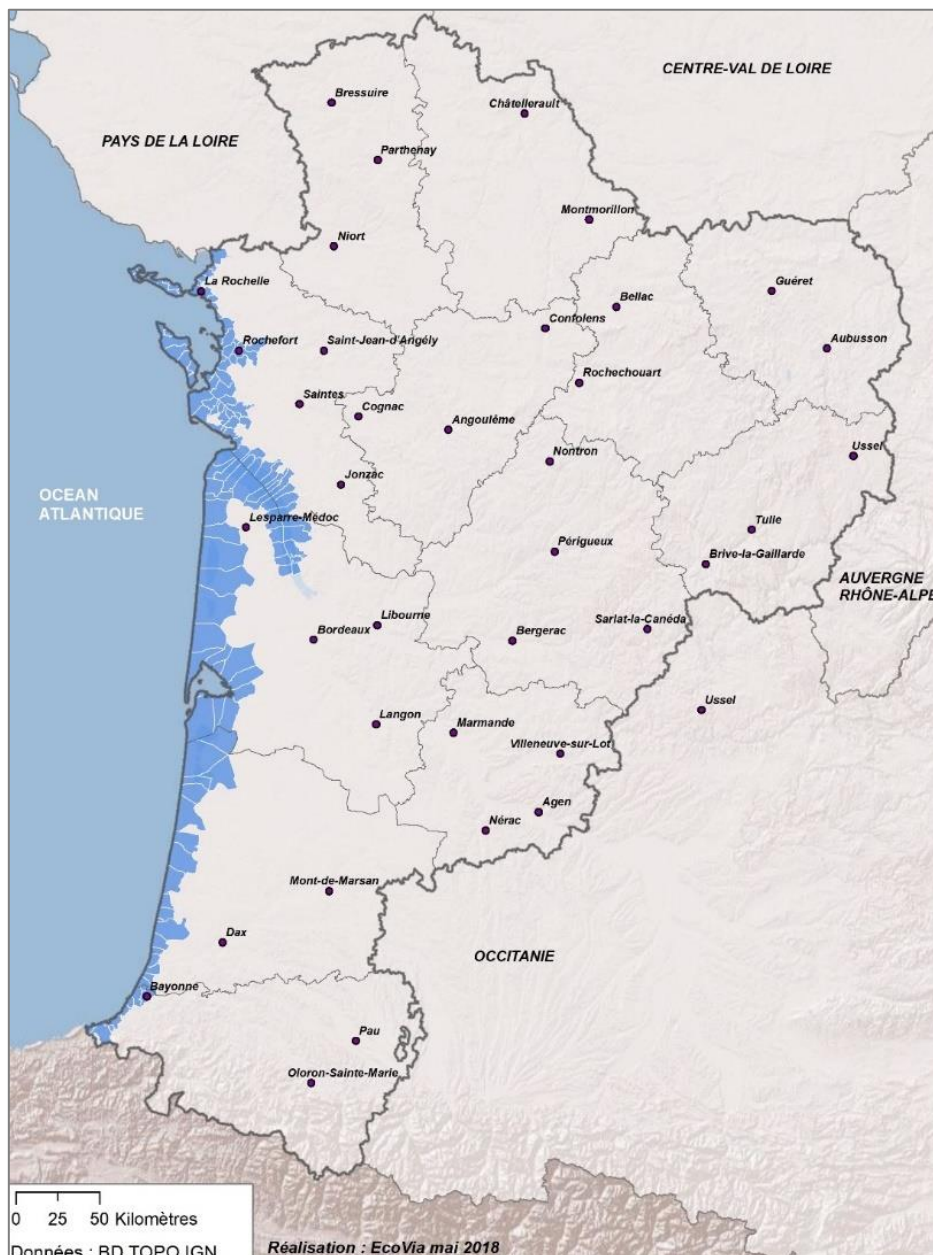 CENTRE-VAL DE LOIRE
Bressuire
Châtellerault
PAYS DE LA LOIRE
Parthenay
Montmorillon
Niort
La Rochelle
Guéret
Bellac
Confolens
Rochefort
Saint-Jean-d'Angély
Aubusson
Rochechouart
Saintes
Cognac
Angoulême
Ussel
Nontron
Jonzac
OCEAN
ATLANTIQUE
Lesparre-Médoc
Tulle
Périgueux
Brive-la-Gaillarde
AUVERGNE
RHÔNE-ALPE
Libourne
Sarlat-la-Canéda
Bordeaux
Bergerac
Ussel
Langon
Marmande
Villeneuve-sur-Lot
Agen
Nérac
Mont-de-Marsan
Dax
OCCITANIE
Bayonne
Pau
Oloron-Sainte-Marie
0 25 50 Kilomètres
Données : BD TOPO IGN
Réalisation : EcoVia mai 2018